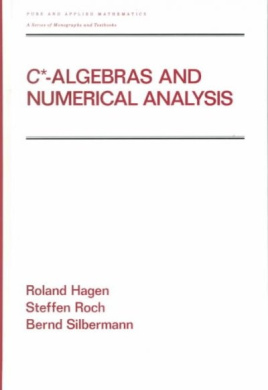 PURE AND APPLIED MATHEMATICS
A Series of Monographs and Textbooks
C*-ALGEBRAS AND
NUMERICAL ANALYSIS
Roland Hagen
Steffen Roch
Bernd Silbermann